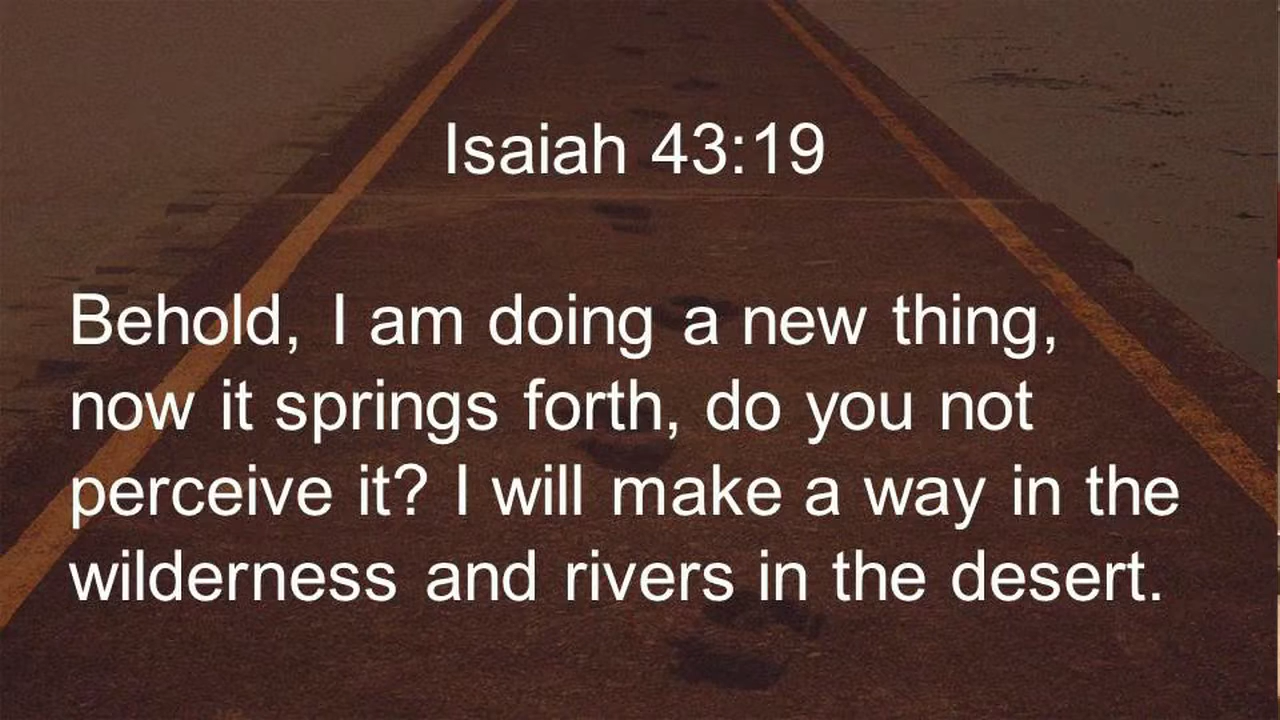 Isaiah 43:19
Behold, I am doing a new thing,
now it springs forth, do you not
perceive it? I will make a way in the
wilderness and rivers in the desert.